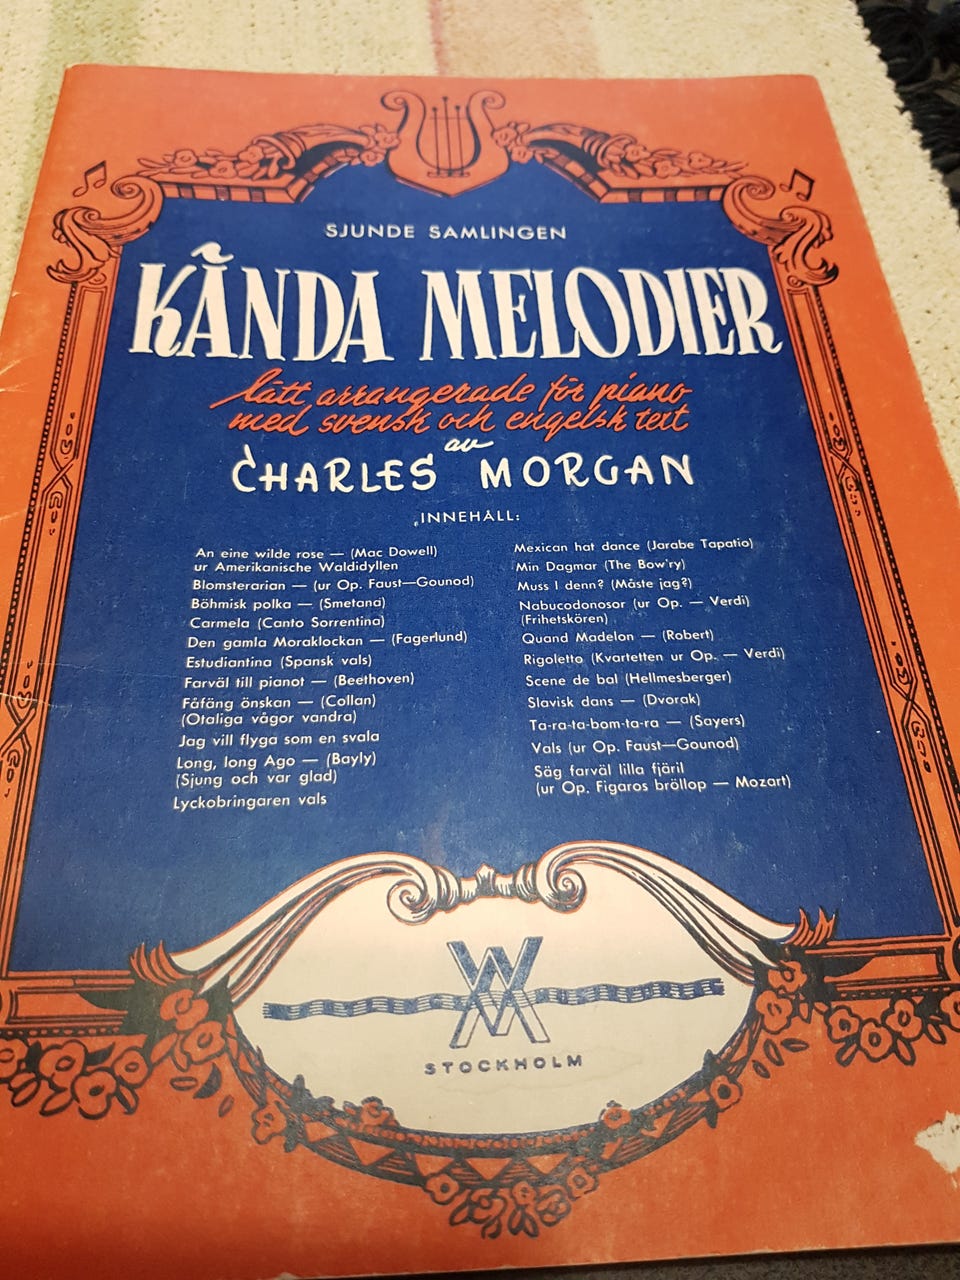 SJUNDE SAMLINGEN
KÄNDA MELODIER
lätt arrangerade för piano
med svensk och engelsk text
av
CHARLES MORGAN
INNEHÅLL:
An eine wilde rose — (Mac Dowell)
ur Amerikanische Waldidyllen
Blomsterarian — (ur Op. Faust—Gounod)
Böhmisk polka — (Smetana)
Carmela (Canto Sorrentina)
Den gamla Moraklockan — (Fagerlund)
Estudiantina (Spansk vals)
Farväl till pianot — (Beethoven)
Fåfäng önskan — (Collan)
(Otaliga vågor vandra)
Jag vill flyga som en svala
Long, long Ago — (Bayly)
(Sjung och var glad)
Lyckobringaren vals
Mexican hat dance (Jarabe Tapatio)
Min Dagmar (The Bow'ry)
Muss I denn? (Måste jag?)
Nabucodonosor (ur Op. — Verdi)
(Frihetskören)
Quand Madelon — (Robert)
Rigoletto (Kvartetten ur Op. — Verdi)
Scene de bal (Hellmesberger)
Slavisk dans — (Dvorak)
Ta-ra-ta-bom-ta-ra — (Sayers)
Vals (ur Op. Faust—Gounod)
Säg farväl lilla fjäril
(ur Op. Figaros bröllop — Mozart)
STOCKHOLM